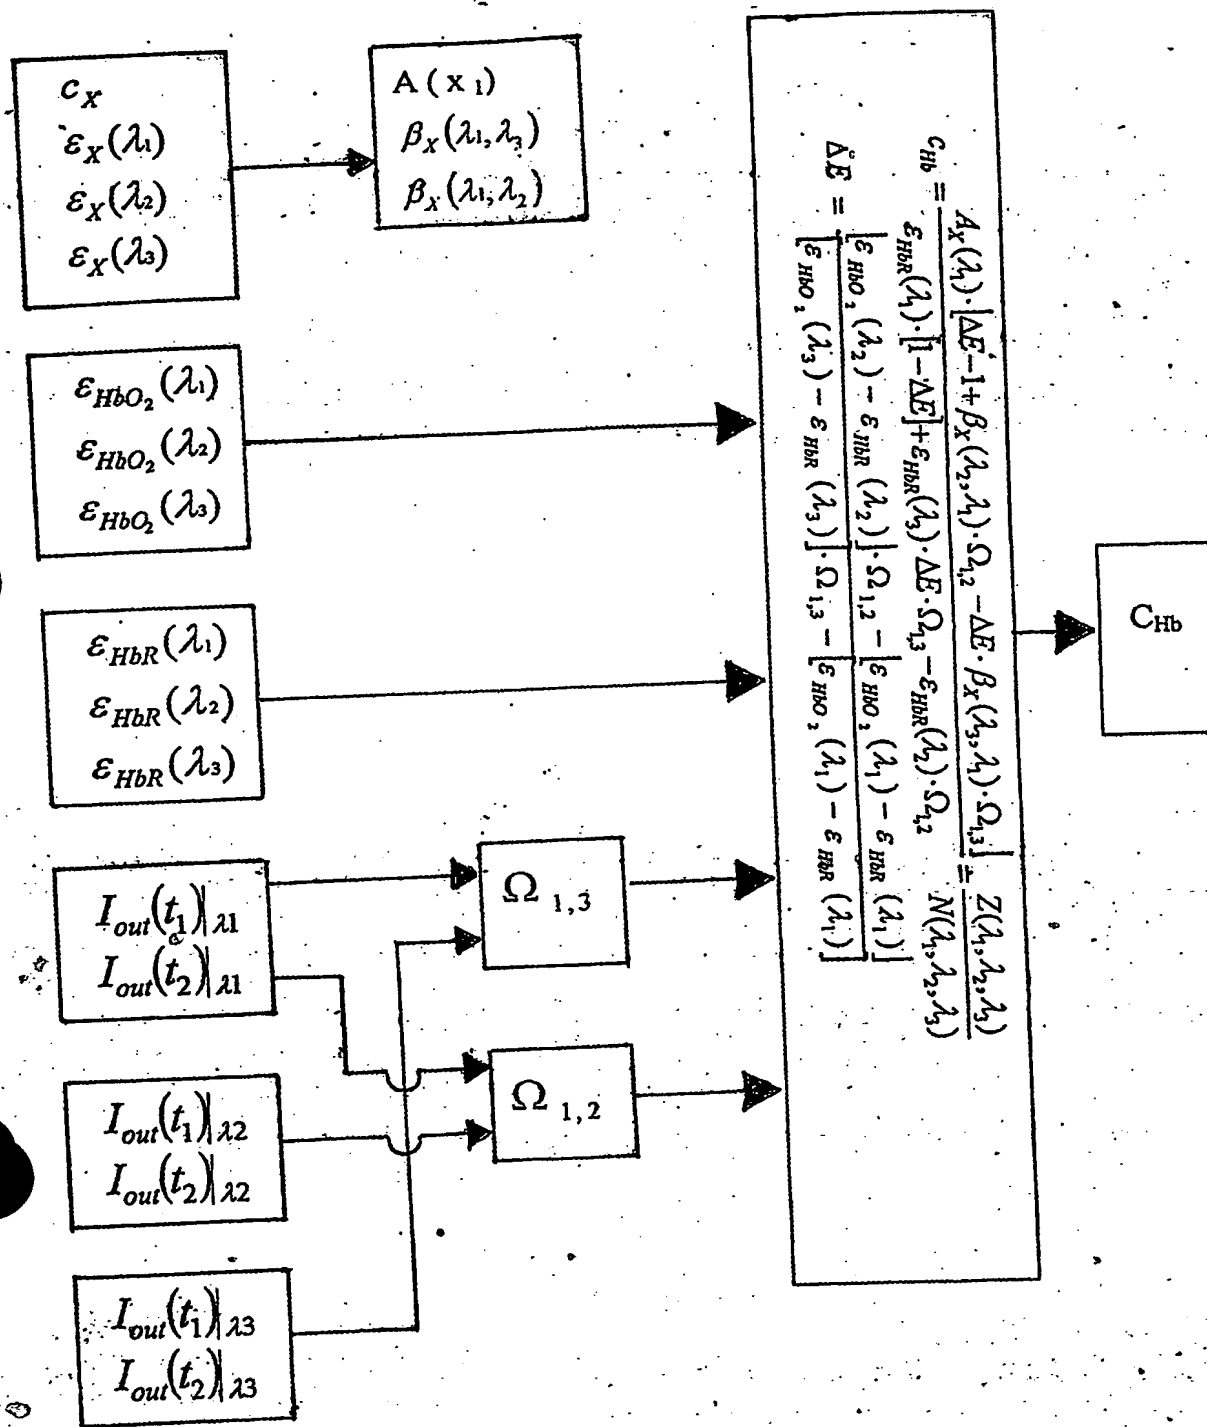 c_X
ε_X(λ₁)
ε_X(λ₂)
ε_X(λ₃)
A ( x ₁)
β_X(λ₁, λ₃)
β_X(λ₁, λ₂)
ε_HbO₂(λ₁)
ε_HbO₂(λ₂)
ε_HbO₂(λ₃)
ε_HbR(λ₁)
ε_HbR(λ₂)
ε_HbR(λ₃)
I_out(t₁)|λ1
I_out(t₂)|λ1
I_out(t₁)|λ2
I_out(t₂)|λ2
I_out(t₁)|λ3
I_out(t₂)|λ3
Ω 1,3
Ω 1,2
c_Hb = A_X(λ₁)·[ΔE−1+β_X(λ₂,λ₁)·Ω₁,₂ −ΔE·β_X(λ₃,λ₁)·Ω₁,₃] = Z(λ₁,λ₂,λ₃)
ε_HbR(λ₁)·[1−ΔE]+ε_HbR(λ₃)·ΔE·Ω₁,₃ −ε_HbR(λ₂)·Ω₁,₂ N(λ₁,λ₂,λ₃)
ΔE = [ε_HbO₂(λ₂) − ε_HbR(λ₂)]·Ω₁,₂ − [ε_HbO₂(λ₁) − ε_HbR(λ₁)]
[ε_HbO₂(λ₃) − ε_HbR(λ₃)]·Ω₁,₃ − [ε_HbO₂(λ₁) − ε_HbR(λ₁)]
C_Hb